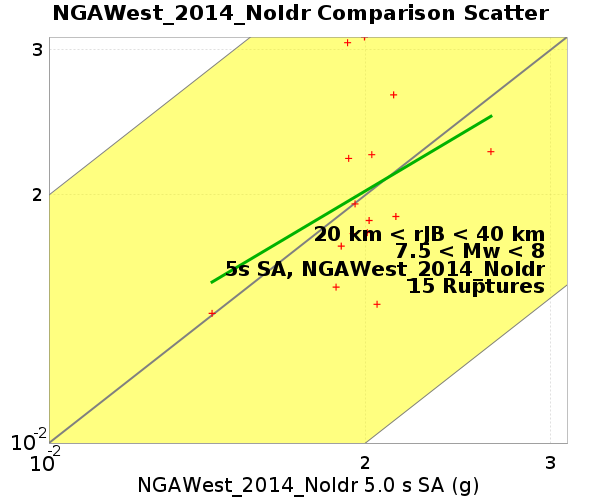 NGAWest_2014_NoIdr Comparison Scatter
3
2
20 km < rJB < 40 km
7.5 < Mw < 8
5s SA, NGAWest_2014_NoIdr
15 Ruptures
10-2
10-2
2
3
NGAWest_2014_NoIdr 5.0 s SA (g)